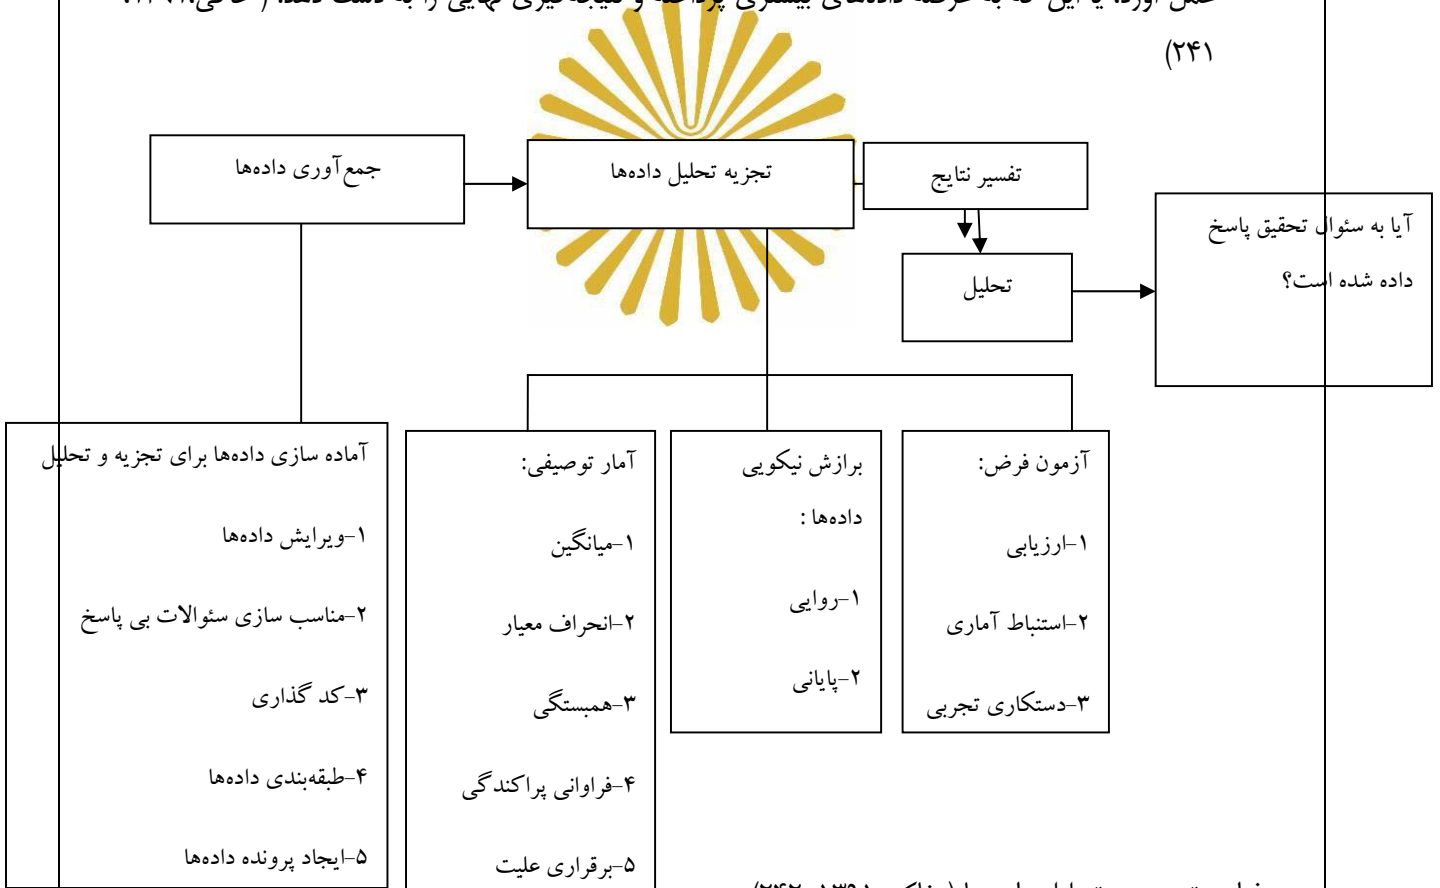 ۲۴۱)
جمع‌آوری داده‌ها
تجزیه تحلیل داده‌ها
تفسیر نتایج
تحلیل
آیا به سئوال تحقیق پاسخ
داده شده است؟
آماده سازی داده‌ها برای تجزیه و تحلیل
۱-ویرایش داده‌ها
۲-مناسب سازی سئوالات بی پاسخ
۳-کد گذاری
۴-طبقه‌بندی داده‌ها
۵-ایجاد پرونده داده‌ها
آمار توصیفی:
۱-میانگین
۲-انحراف معیار
۳-همبستگی
۴-فراوانی پراکندگی
۵-برقراری علیت
برازش نیکویی
داده‌ها :
۱-روایی
۲-پایانی
آزمون فرض:
۱-ارزیابی
۲-استنباط آماری
۳-دستکاری تجربی